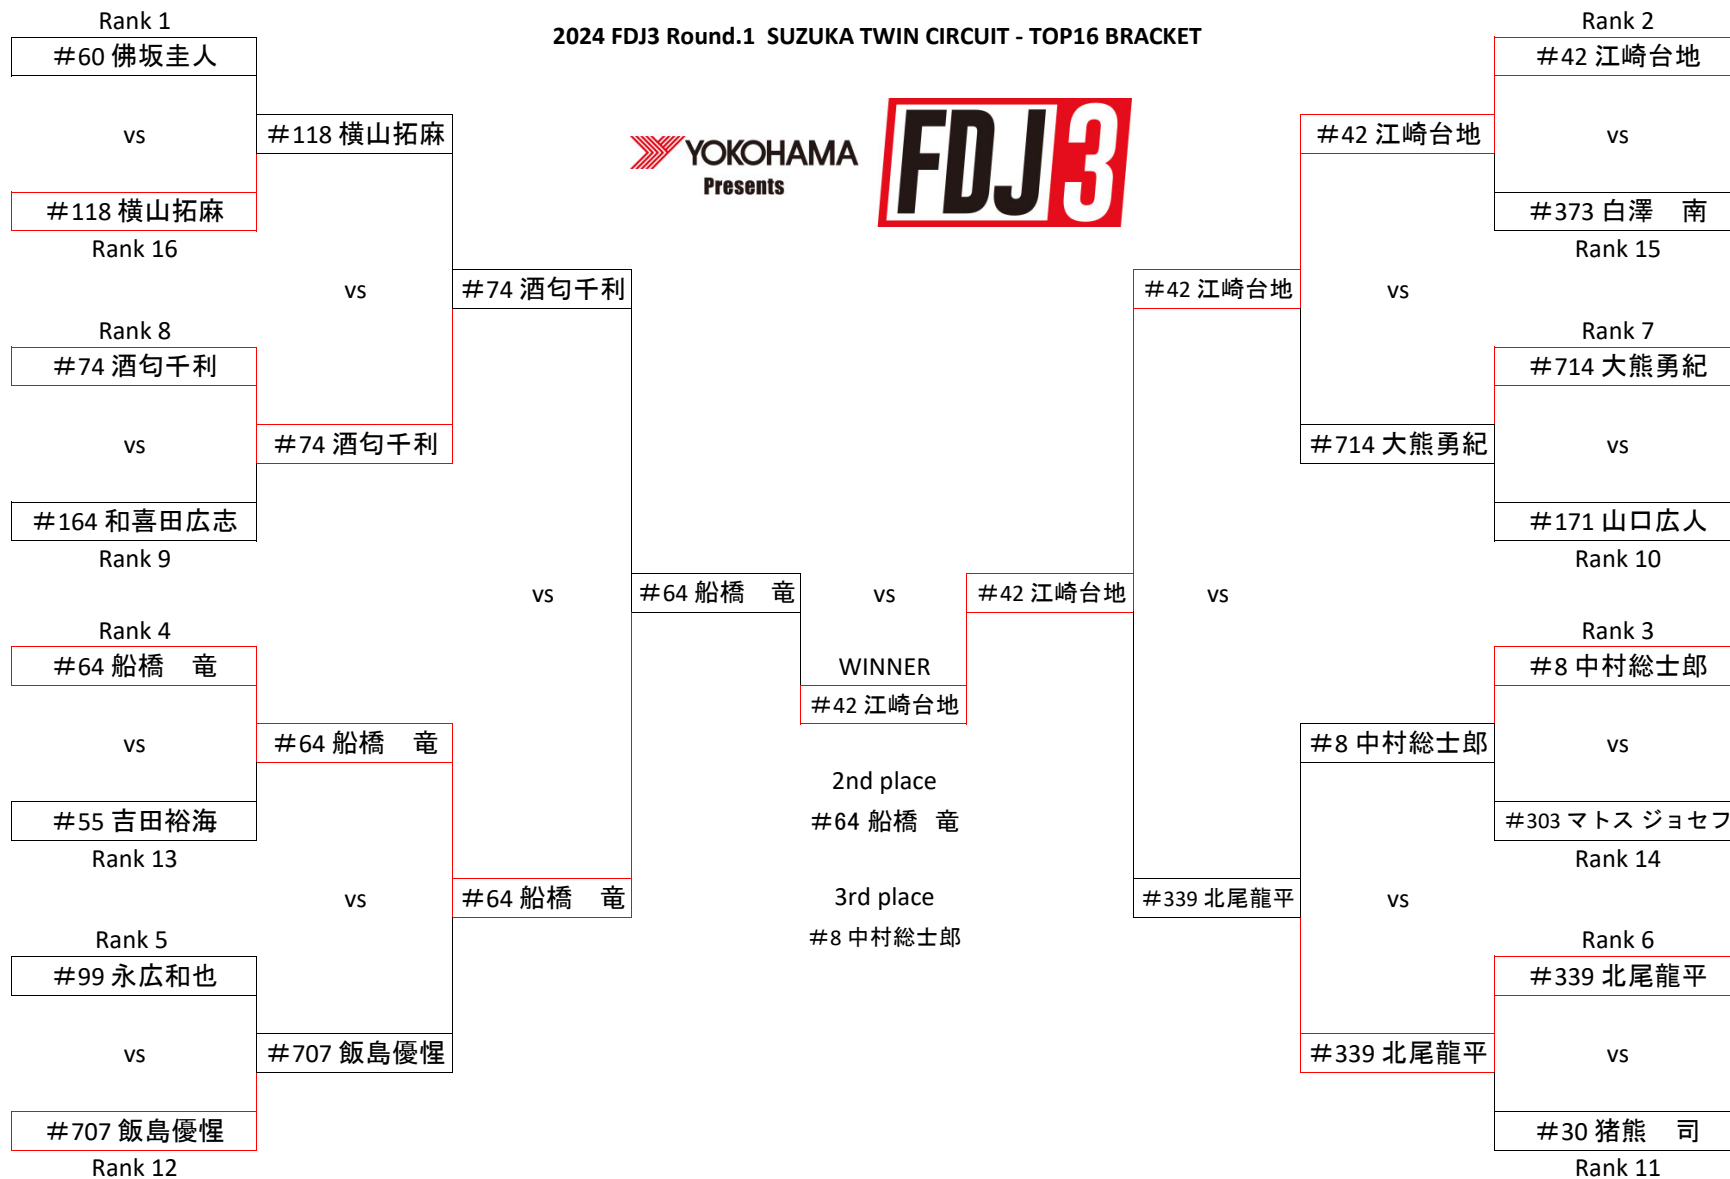 2024 FDJ3 Round.1 SUZUKA TWIN CIRCUIT - TOP16 BRACKET
YOKOHAMA
Presents
FDJ3
Rank 1
#60 佛坂圭人
vs
#118 横山拓麻
Rank 16
Rank 8
#74 酒匂千利
vs
#164 和喜田広志
Rank 9
Rank 4
#64 船橋　竜
vs
#55 吉田裕海
Rank 13
Rank 5
#99 永広和也
vs
#707 飯島優惺
Rank 12
#118 横山拓麻
vs
#74 酒匂千利
#64 船橋　竜
vs
#707 飯島優惺
#74 酒匂千利
vs
#64 船橋　竜
#64 船橋　竜
vs
#42 江崎台地
WINNER
#42 江崎台地
2nd place
#64 船橋 竜
3rd place
#8 中村総士郎
#42 江崎台地
vs
#339 北尾龍平
#42 江崎台地
vs
#714 大熊勇紀
#8 中村総士郎
vs
#339 北尾龍平
Rank 2
#42 江崎台地
vs
#373 白澤　南
Rank 15
Rank 7
#714 大熊勇紀
vs
#171 山口広人
Rank 10
Rank 3
#8 中村総士郎
vs
#303 マトス ジョセフ
Rank 14
Rank 6
#339 北尾龍平
vs
#30 猪熊　司
Rank 11